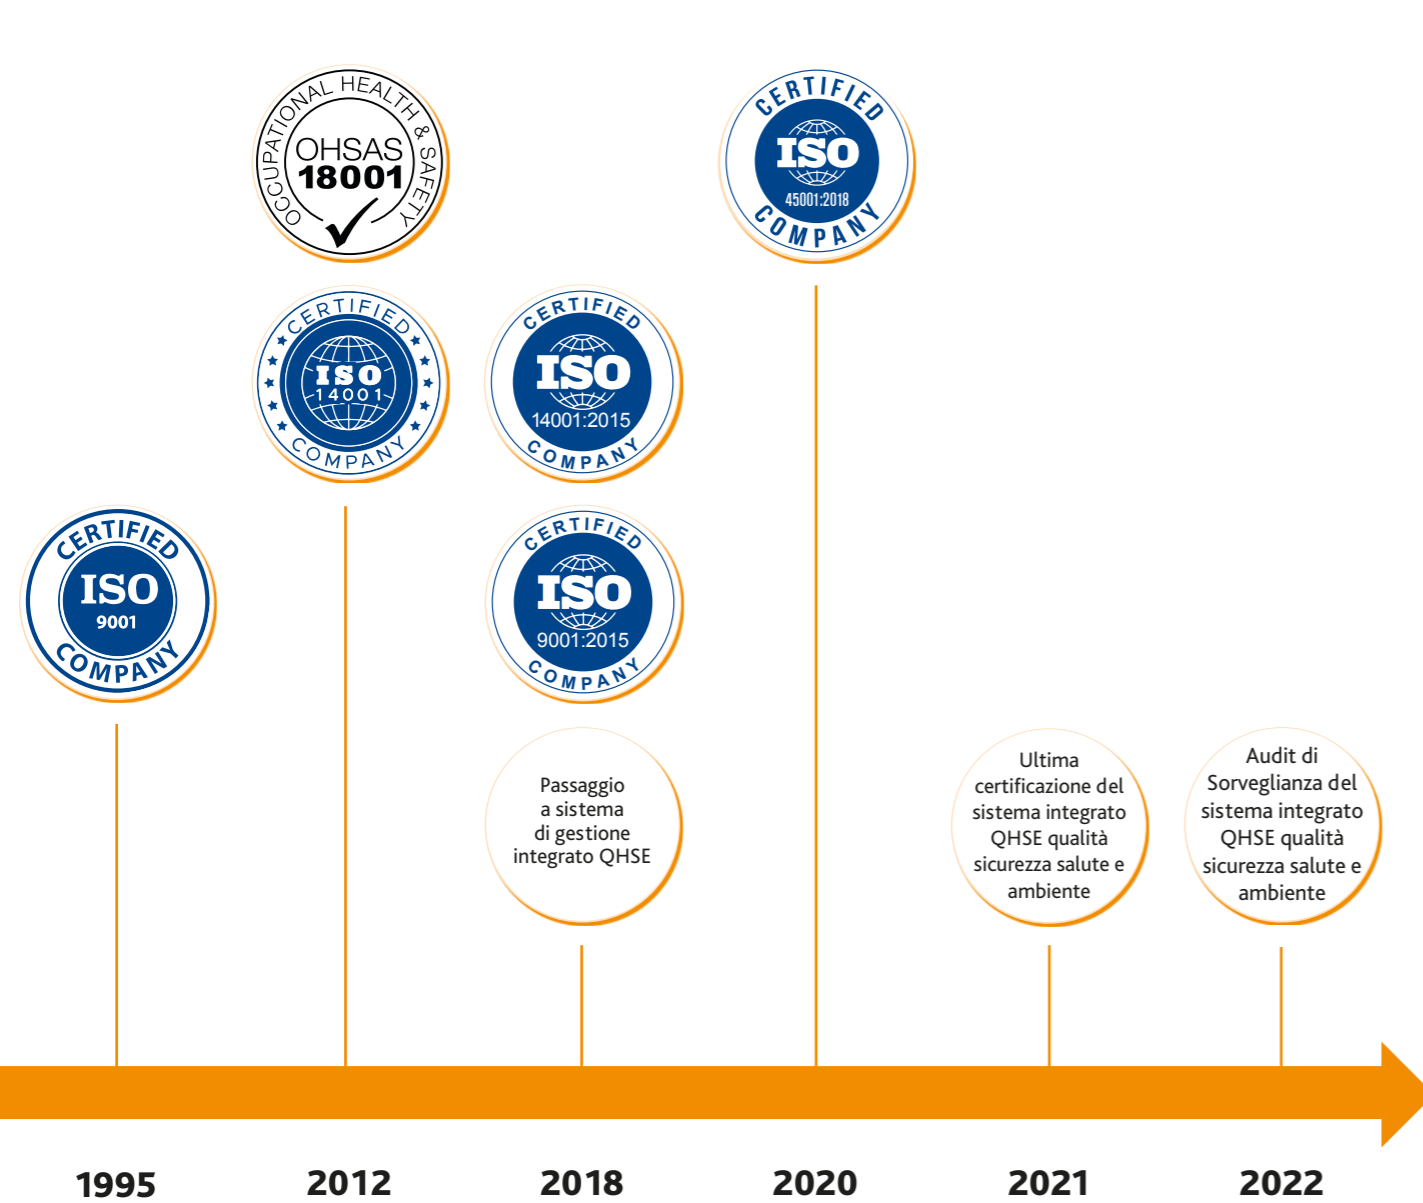 OCCUPATIONAL HEALTH & SAFETY
OHSAS
18001
CERTIFIED
ISO
45001:2018
COMPANY
CERTIFIED
ISO
14001
COMPANY
CERTIFIED
ISO
14001:2015
COMPANY
CERTIFIED
ISO
9001
COMPANY
CERTIFIED
ISO
9001:2015
COMPANY
Passaggio
a sistema
di gestione
integrato QHSE
Ultima
certificazione del
sistema integrato
QHSE qualità
sicurezza salute e
ambiente
Audit di
Sorveglianza del
sistema integrato
QHSE qualità
sicurezza salute e
ambiente
1995
2012
2018
2020
2021
2022